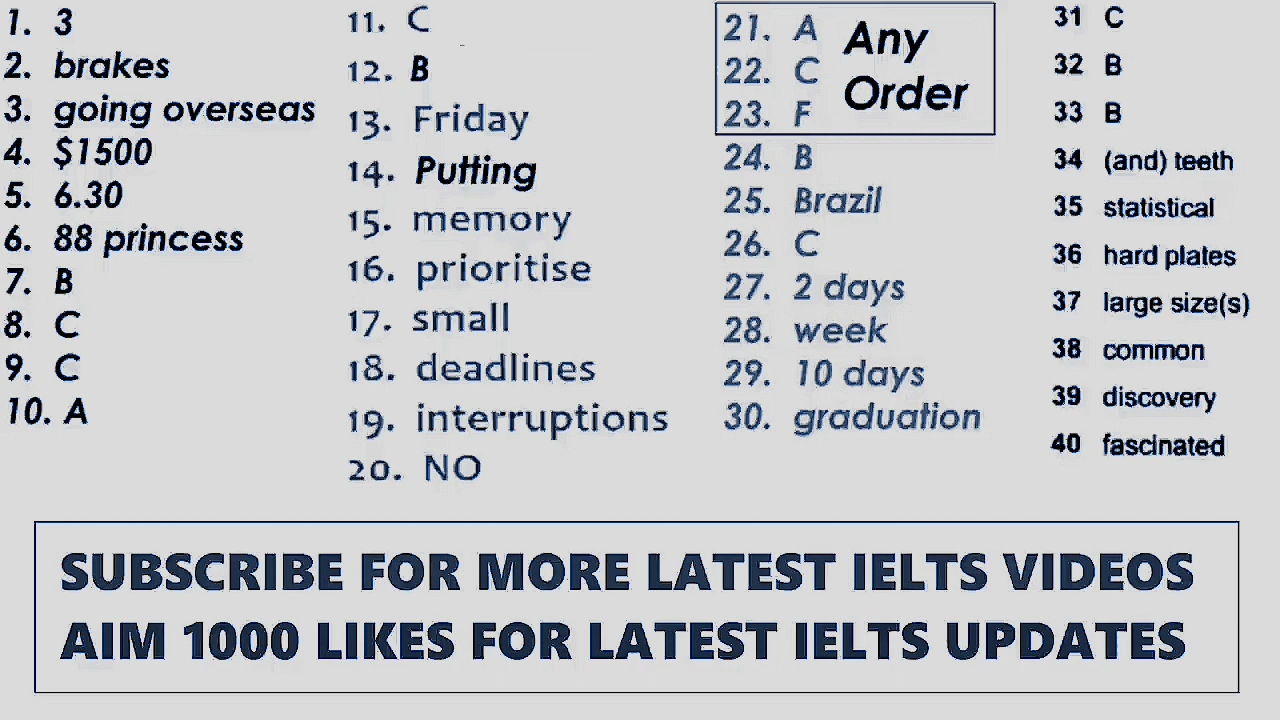 1. 3
2. brakes
3. going overseas
4. $1500
5. 6.30
6. 88 princess
7. B
8. C
9. C
10. A
11. C
12. B
13. Friday
14. Putting
15. memory
16. prioritise
17. small
18. deadlines
19. interruptions
20. NO
21. A
22. C
23. F
Any
Order
24. B
25. Brazil
26. C
27. 2 days
28. week
29. 10 days
30. graduation
31 C
32 B
33 B
34 (and) teeth
35 statistical
36 hard plates
37 large size(s)
38 common
39 discovery
40 fascinated
SUBSCRIBE FOR MORE LATEST IELTS VIDEOS
AIM 1000 LIKES FOR LATEST IELTS UPDATES